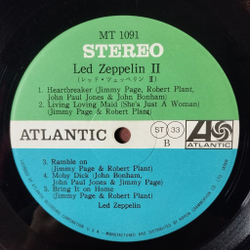 MT 1091
STEREO
Led Zeppelin II
(レッド・ツェッペリン Ⅱ)
1. Heartbreaker (Jimmy Page, Robert Plant,
John Paul Jones & John Bonham)
2. Living Loving Maid (She's Just A Woman)
(Jimmy Page & Robert Plant)
ATLANTIC
ST 33
B
ATLANTIC
3. Ramble on
(Jimmy Page & Robert Plant)
4. Moby Dick (John Bonham,
John Paul Jones & Jimmy Page)
5. Bring It on Home
(Jimmy Page & Robert Plant)
Led Zeppelin